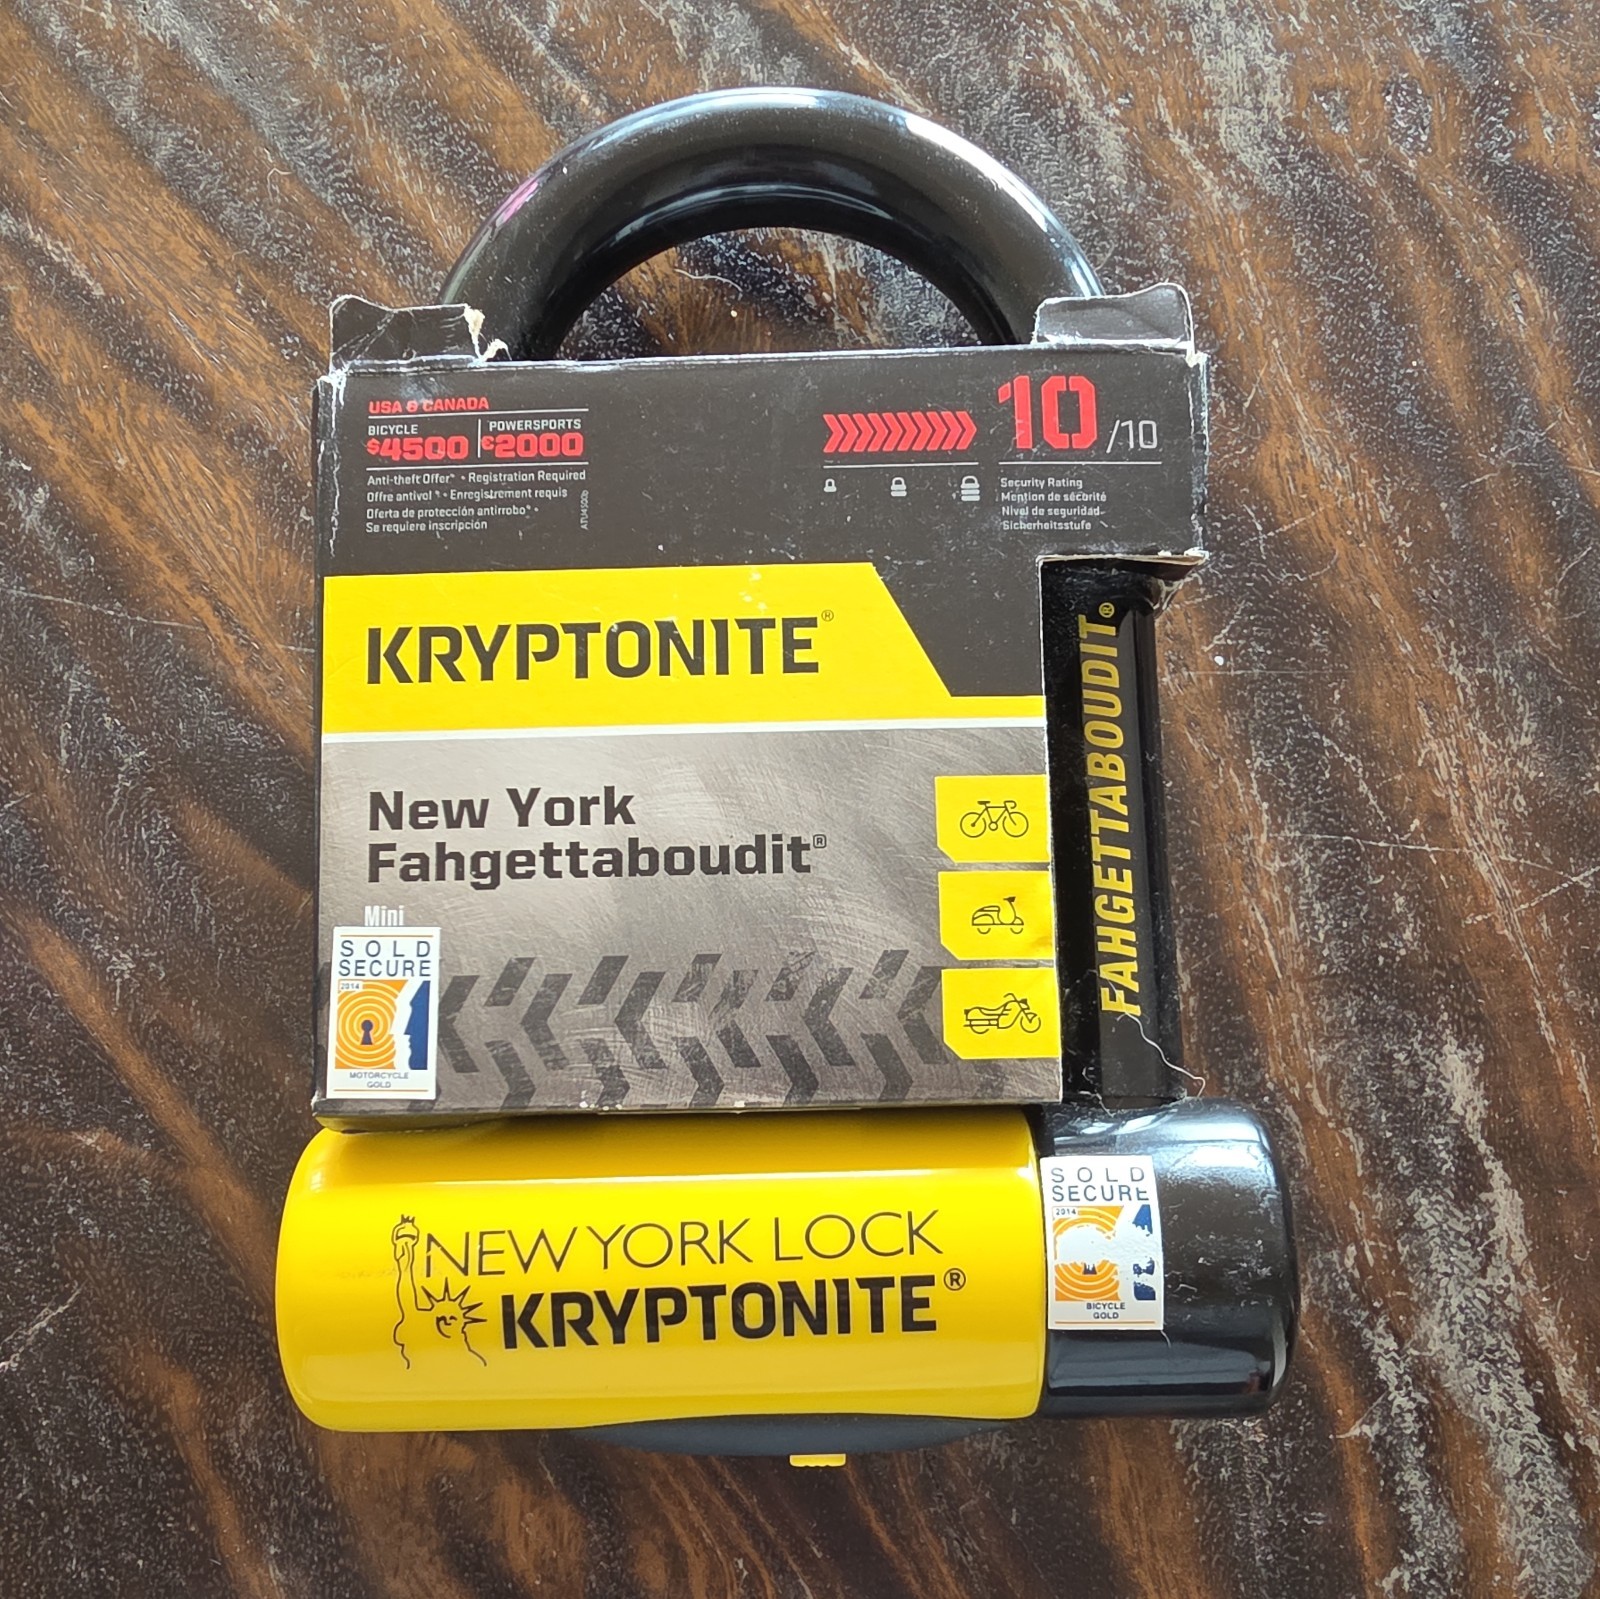 USA & CANADA
BICYCLE
$4500
POWERSPORTS
€2000
Anti-theft Offer* • Registration Required
Offre antivol * • Enregistrement requis
Oferta de protección antirrobo* •
Se requiere inscripción
10/10
Security Rating
Mention de sécurité
Nivel de seguridad
Sicherheitsstufe
KRYPTONITE®
New York
Fahgettaboudit®
Mini
SOLD
SECURE
2014
MOTORCYCLE
GOLD
FAHGETTABOUDIT®
NEW YORK LOCK
KRYPTONITE®
SOLD
SECURE
2014
BICYCLE
GOLD